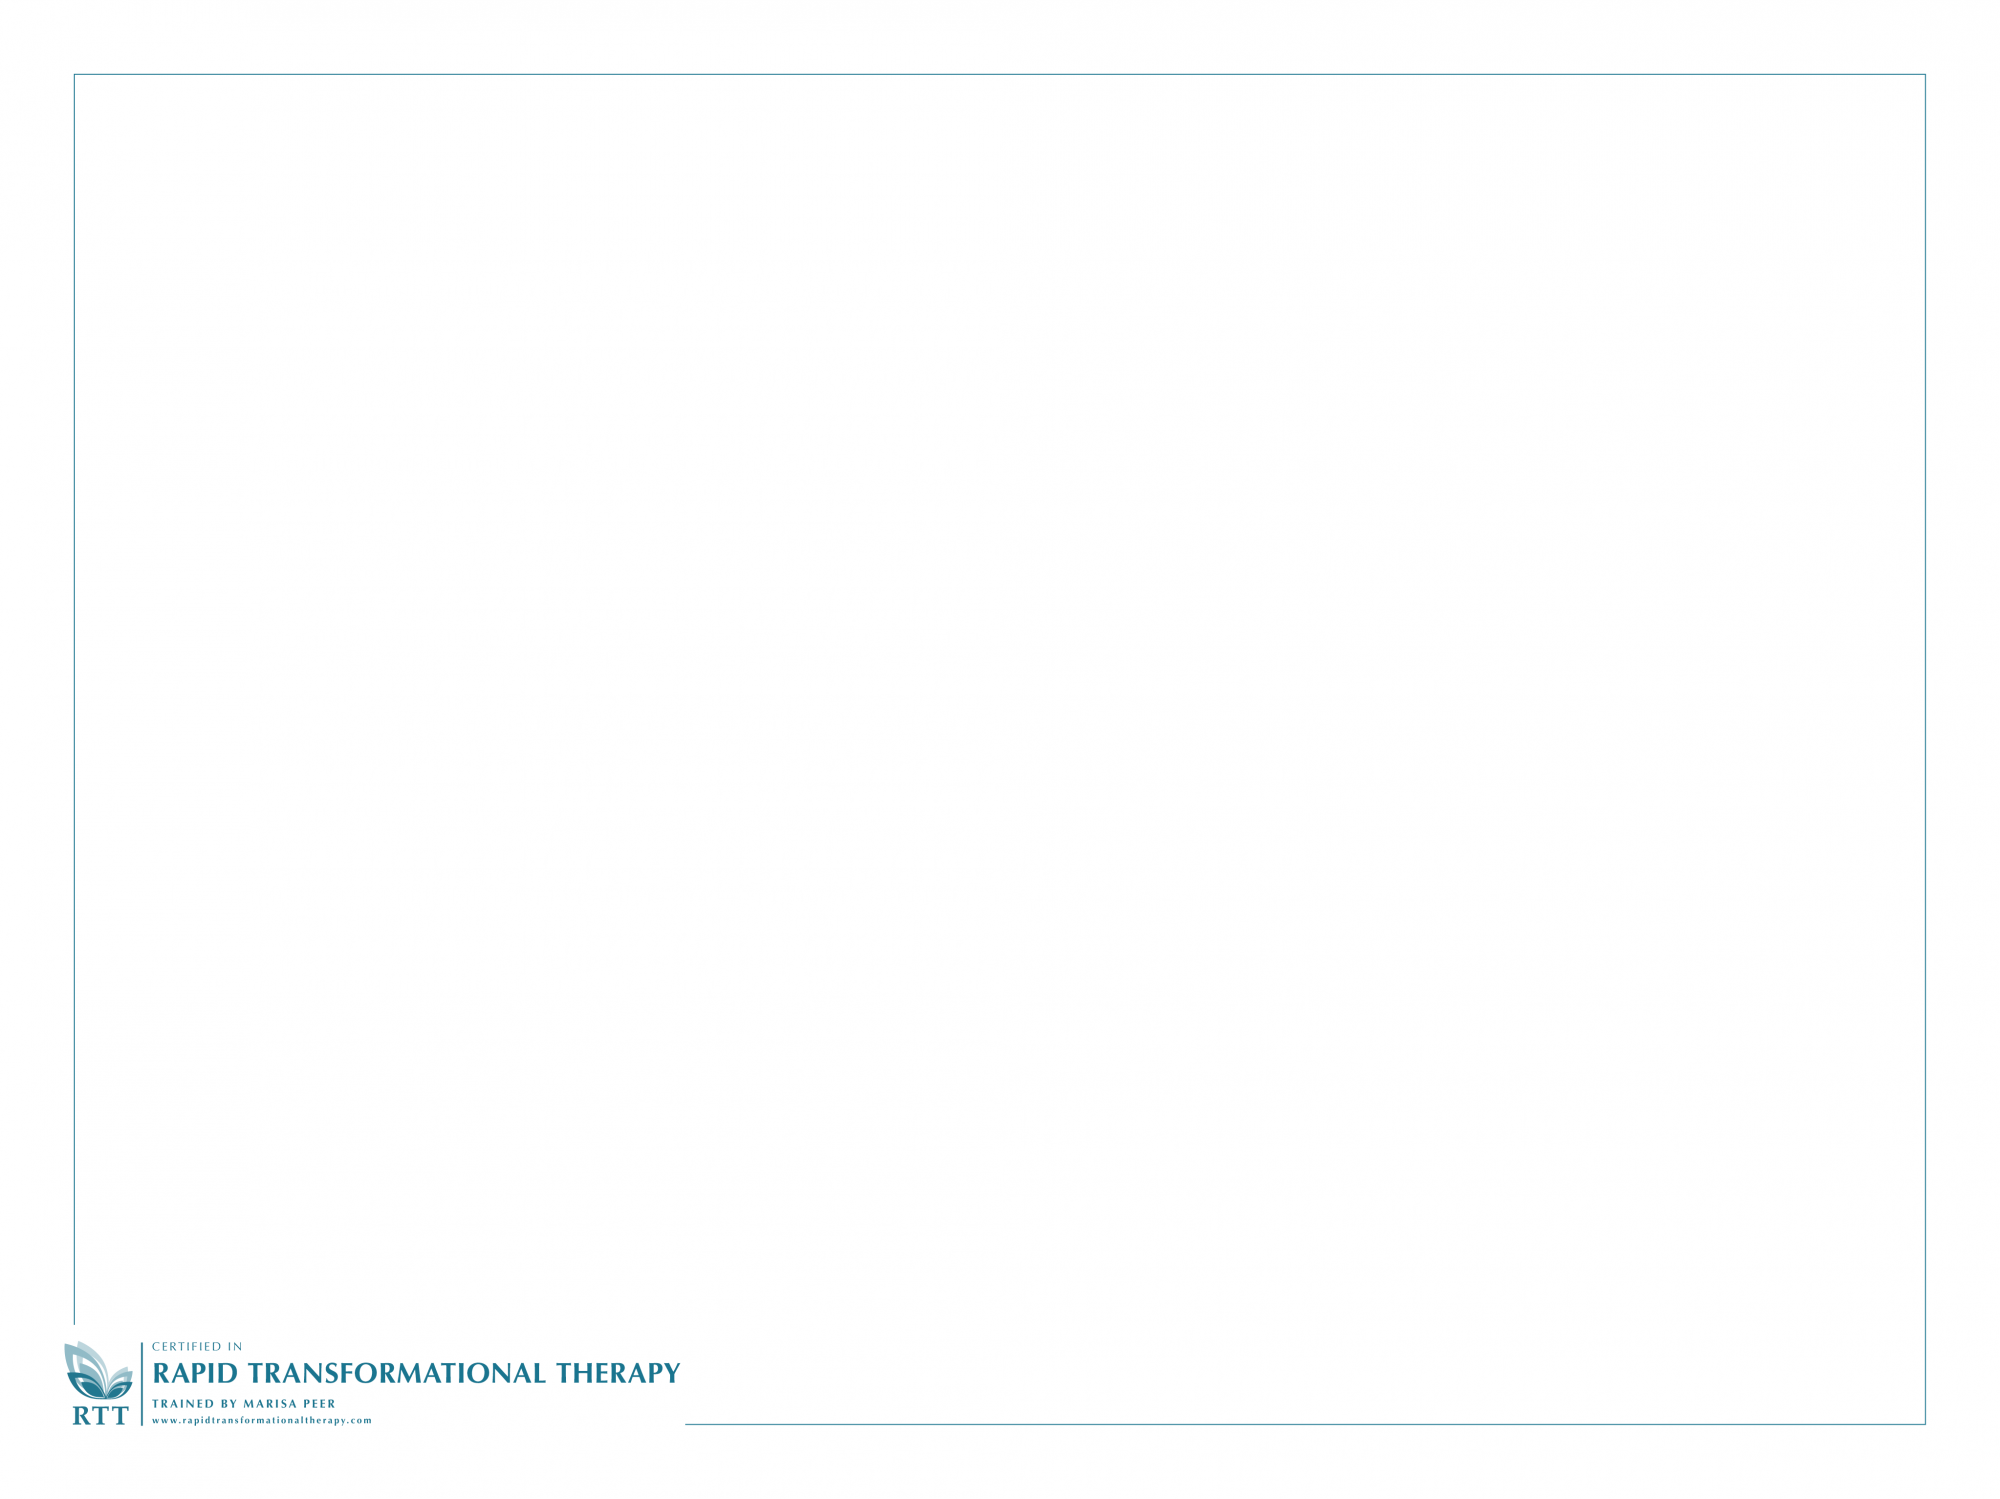 CERTIFIED IN
RAPID TRANSFORMATIONAL THERAPY
TRAINED BY MARISA PEER
www.rapidtransformationaltherapy.com
RTT